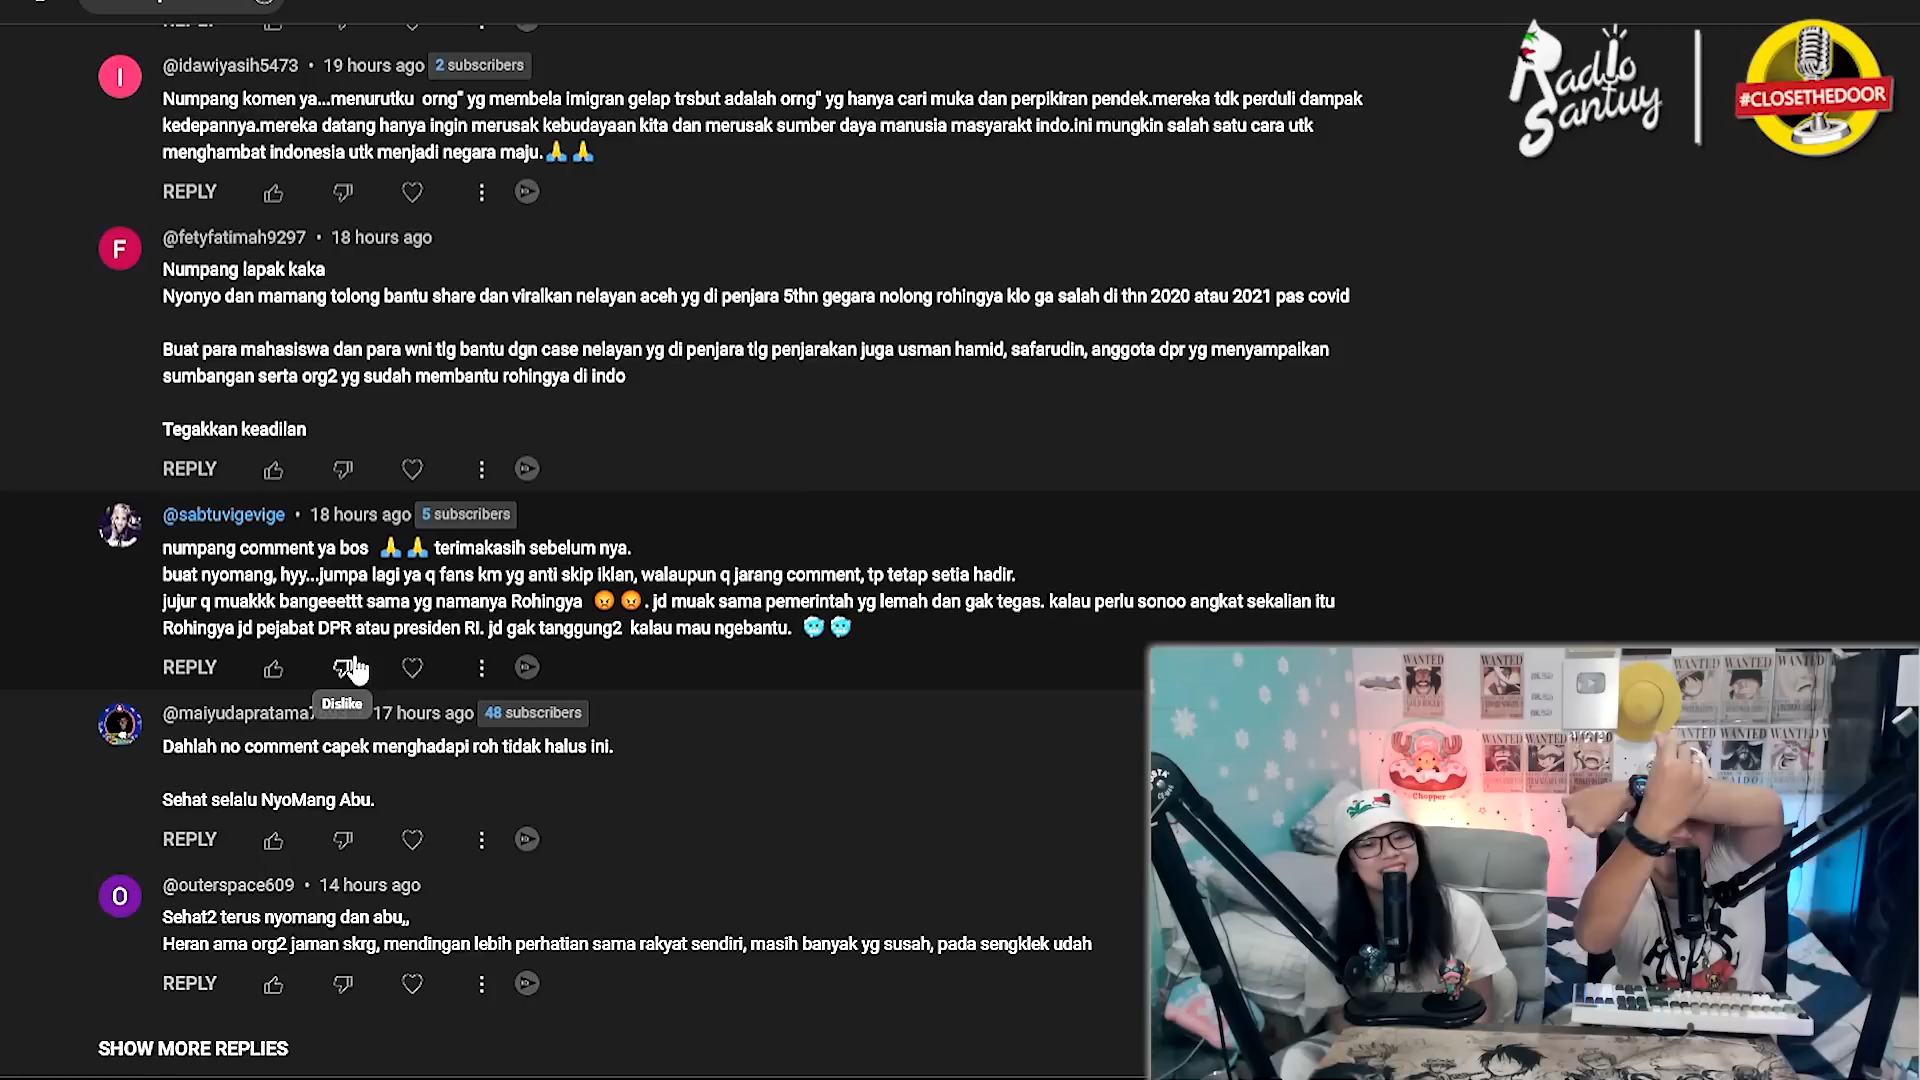 REPLY
@idawiyasih5473 • 19 hours ago 2 subscribers
Numpang komen ya...menurutku orng" yg membela imigran gelap trsbut adalah orng" yg hanya cari muka dan perpikiran pendek.mereka tdk perduli dampak
kedepannya.mereka datang hanya ingin merusak kebudayaan kita dan merusak sumber daya manusia masyarakt indo.ini mungkin salah satu cara utk
menghambat indonesia utk menjadi negara maju.🙏🙏
REPLY
Radio
Santuy
#CLOSETHEDOOR
F
@fetyfatimah9297 • 18 hours ago
Numpang lapak kaka
Nyonyo dan mamang tolong bantu share dan viralkan nelayan aceh yg di penjara 5thn gegara nolong rohingya klo ga salah di thn 2020 atau 2021 pas covid
Buat para mahasiswa dan para wni tlg bantu dgn case nelayan yg di penjara tlg penjarakan juga usman hamid, safarudin, anggota dpr yg menyampaikan
sumbangan serta org2 yg sudah membantu rohingya di indo
Tegakkan keadilan
REPLY
@sabtuvigevige • 18 hours ago 5 subscribers
numpang comment ya bos 🙏🙏 terimakasih sebelum nya.
buat nyomang, hyy...jumpa lagi ya q fans km yg anti skip iklan, walaupun q jarang comment, tp tetap setia hadir.
jujur q muakkk bangeeettt sama yg namanya Rohingya 😡😡. jd muak sama pemerintah yg lemah dan gak tegas. kalau perlu sonoo angkat sekalian itu
Rohingya jd pejabat DPR atau presiden RI. jd gak tanggung2 kalau mau ngebantu. 🥶🥶
REPLY
Dislike
@maiyudapratama 17 hours ago 48 subscribers
Dahlah no comment capek menghadapi roh tidak halus ini.
Sehat selalu NyoMang Abu.
REPLY
O
@outerspace609 • 14 hours ago
Sehat2 terus nyomang dan abu,,
Heran ama org2 jaman skrg, mendingan lebih perhatian sama rakyat sendiri, masih banyak yg susah, pada sengklek udah
REPLY
SHOW MORE REPLIES
WANTED
WANTED
WANTED
WANTED
WANTED
Chopper